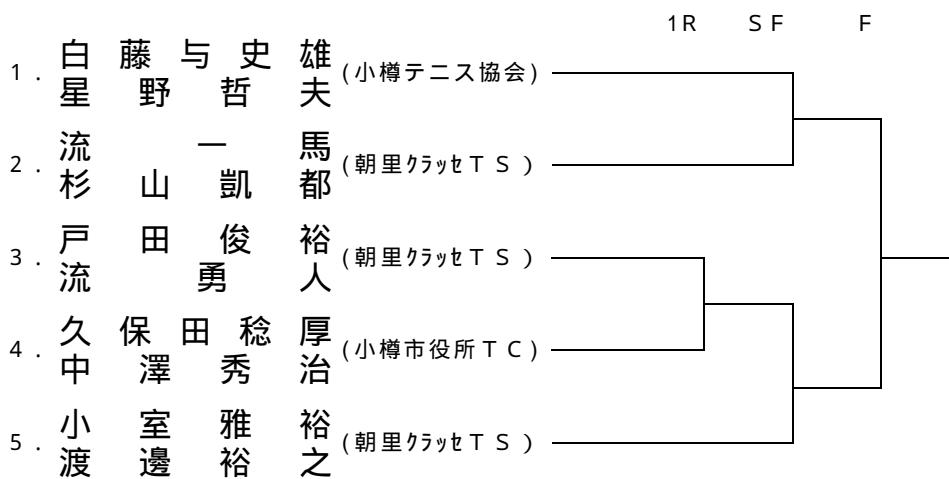 1R ＳＦ Ｆ
白藤与史雄
1. (小樽テニス協会)
星野哲夫
流一馬
2. (朝里ｸﾗｯｾＴＳ)
杉山凱都
戸田俊裕
3. (朝里ｸﾗｯｾＴＳ)
流勇人
久保田稔厚
4. (小樽市役所ＴＣ)
中澤秀治
小室雅裕
5. (朝里ｸﾗｯｾＴＳ)
渡邊裕之